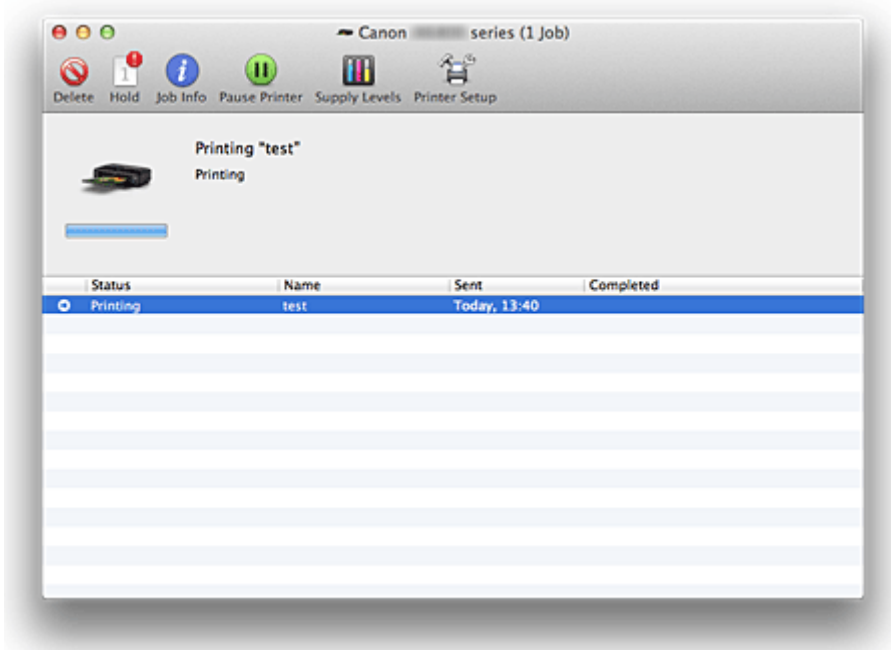 Canon series (1 Job)
1
Delete Hold Job Info Pause Printer Supply Levels Printer Setup
Printing "test"
Printing
Status Name Sent Completed
Printing test Today, 13:40